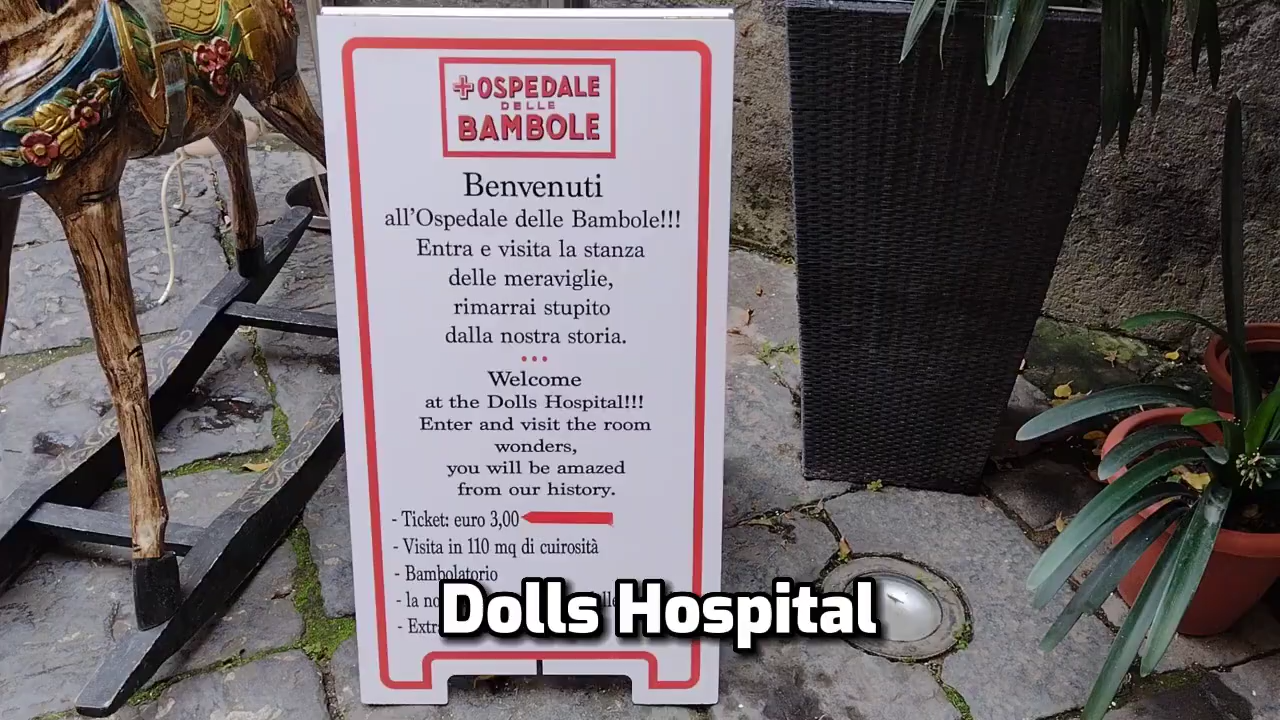 +OSPEDALE
DELLE
BAMBOLE
Benvenuti
all'Ospedale delle Bambole!!!
Entra e visita la stanza
delle meraviglie,
rimarrai stupito
dalla nostra storia.
...
Welcome
at the Dolls Hospital!!!
Enter and visit the room
wonders,
you will be amazed
from our history.
- Ticket: euro 3,00
- Visita in 110 mq di cuirosità
- Bambolatorio
- la
Dolls Hospital